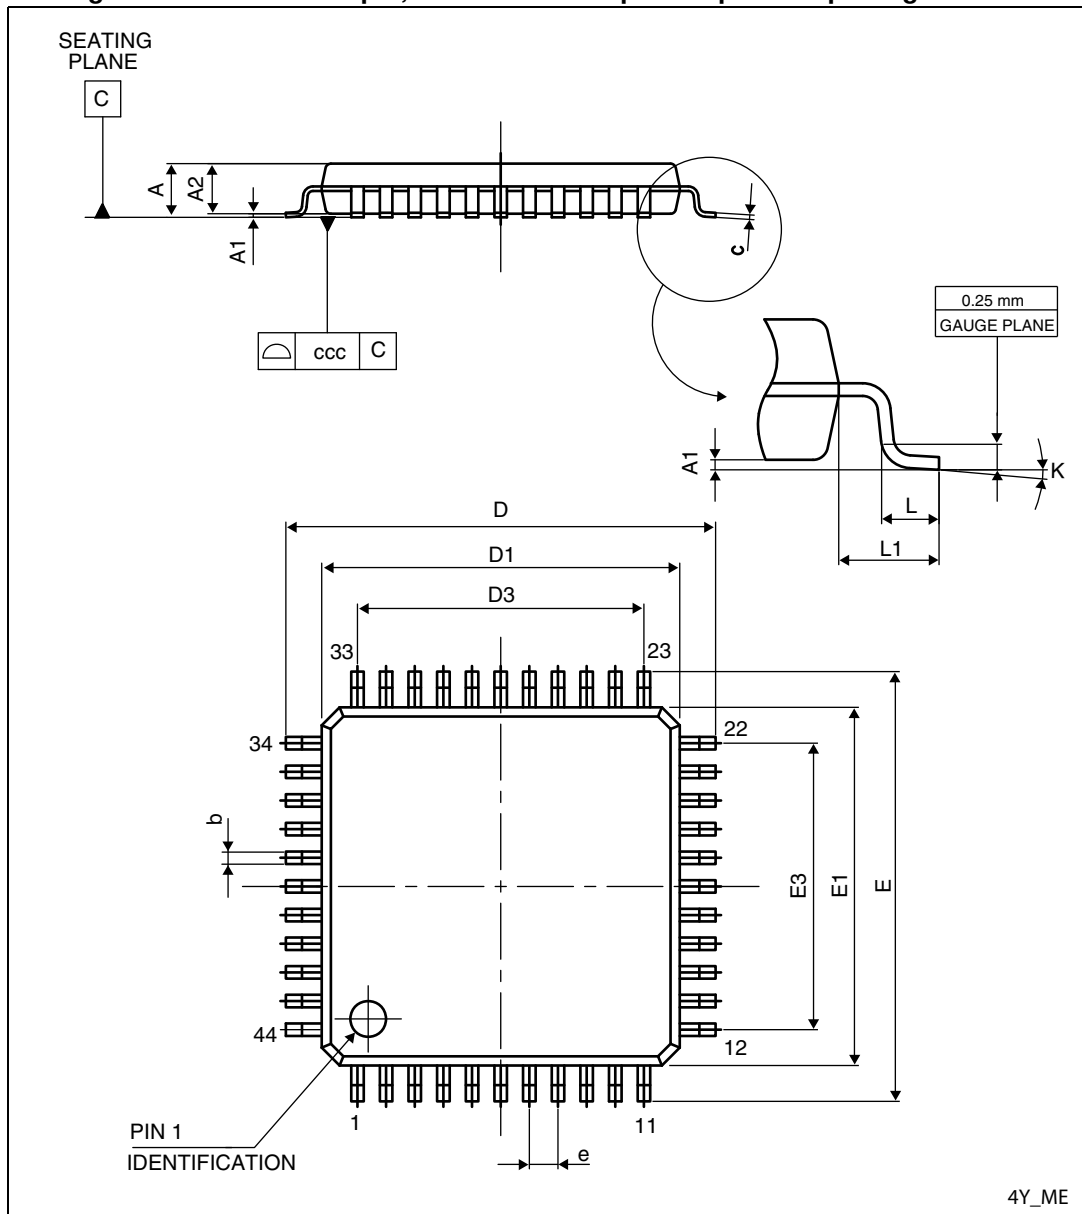 SEATING
PLANE
C
A
A2
A1
c
ccc C
0.25 mm
GAUGE PLANE
A1
K
L
L1
D
D1
D3
33
23
34
22
b
E3
E1
E
44
12
1
11
PIN 1
IDENTIFICATION
e
4Y_ME